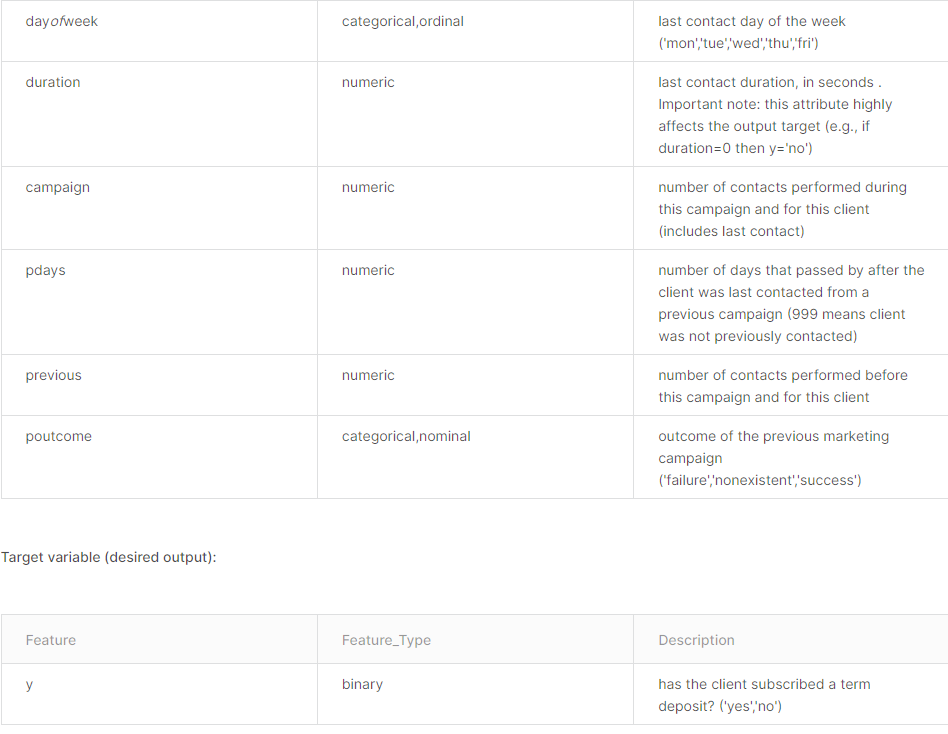 dayofweek categorical,ordinal last contact day of the week
('mon','tue','wed','thu','fri')
duration numeric last contact duration, in seconds .
Important note: this attribute highly
affects the output target (e.g., if
duration=0 then y='no')
campaign numeric number of contacts performed during
this campaign and for this client
(includes last contact)
pdays numeric number of days that passed by after the
client was last contacted from a
previous campaign (999 means client
was not previously contacted)
previous numeric number of contacts performed before
this campaign and for this client
poutcome categorical,nominal outcome of the previous marketing
campaign
('failure','nonexistent','success')
Target variable (desired output):
Feature Feature_Type Description
y binary has the client subscribed a term
deposit? ('yes','no')